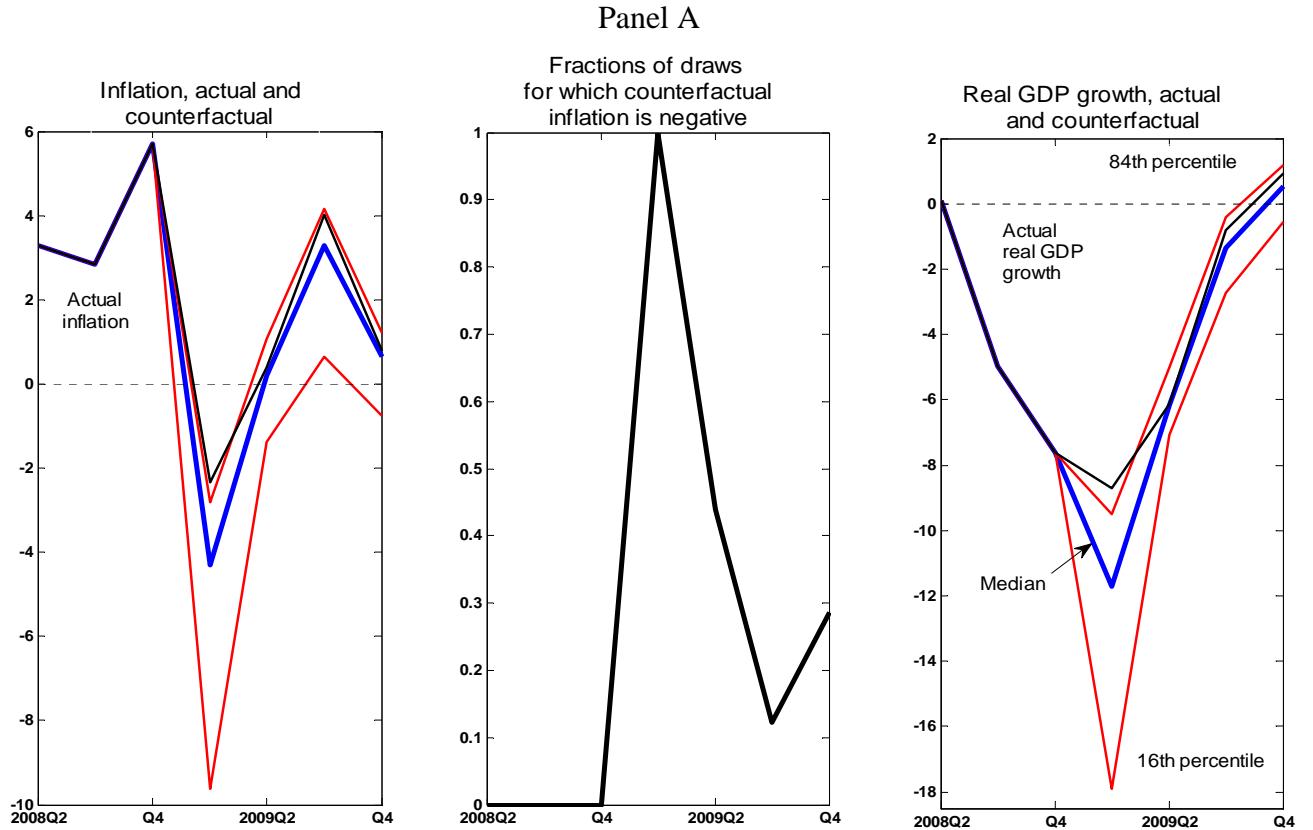 Panel A
Inflation, actual and
counterfactual
6
4
2
0
-2
-4
-6
-8
-10
Actual
inflation
2008Q2
Q4
2009Q2
Q4
Fractions of draws
for which counterfactual
inflation is negative
1
0.9
0.8
0.7
0.6
0.5
0.4
0.3
0.2
0.1
0
2008Q2
Q4
2009Q2
Q4
Real GDP growth, actual
and counterfactual
2
0
-2
-4
-6
-8
-10
-12
-14
-16
-18
84th percentile
Actual
real GDP
growth
Median
16th percentile
2008Q2
Q4
2009Q2
Q4